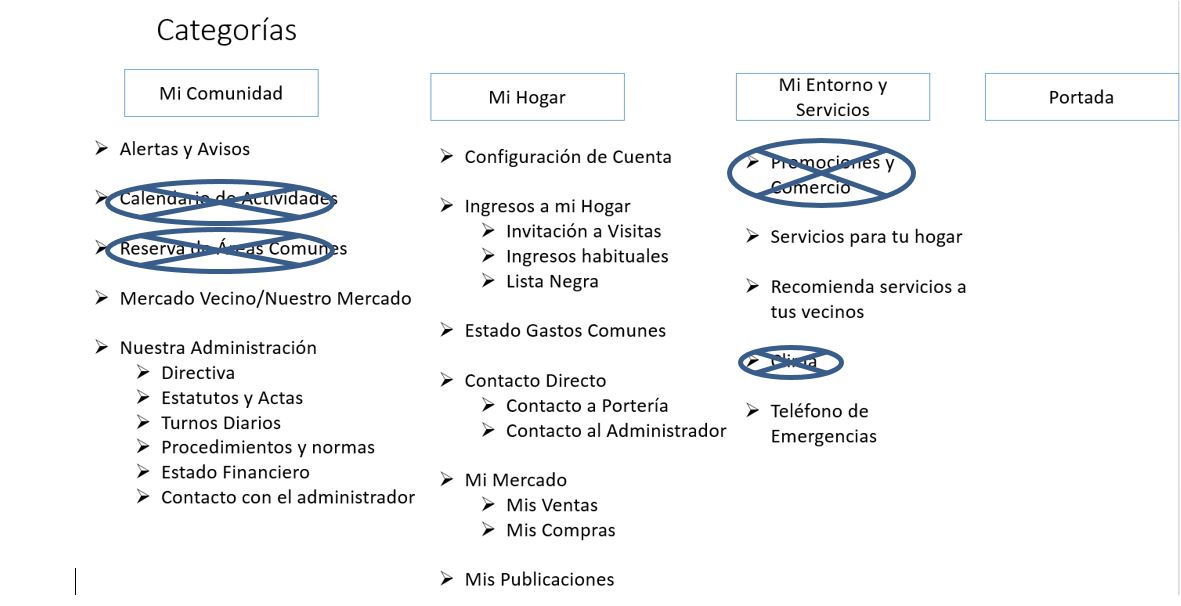 Categorías
Mi Comunidad
Alertas y Avisos
Calendario de Actividades
Reserva de Áreas Comunes
Mercado Vecino/Nuestro Mercado
Nuestra Administración
Directiva
Estatutos y Actas
Turnos Diarios
Procedimientos y normas
Estado Financiero
Contacto con el administrador
Mi Hogar
Configuración de Cuenta
Ingresos a mi Hogar
Invitación a Visitas
Ingresos habituales
Lista Negra
Estado Gastos Comunes
Contacto Directo
Contacto a Portería
Contacto al Administrador
Mi Mercado
Mis Ventas
Mis Compras
Mis Publicaciones
Mi Entorno y
Servicios
Promociones y
Comercio
Servicios para tu hogar
Recomienda servicios a
tus vecinos
Clima
Teléfono de
Emergencias
Portada